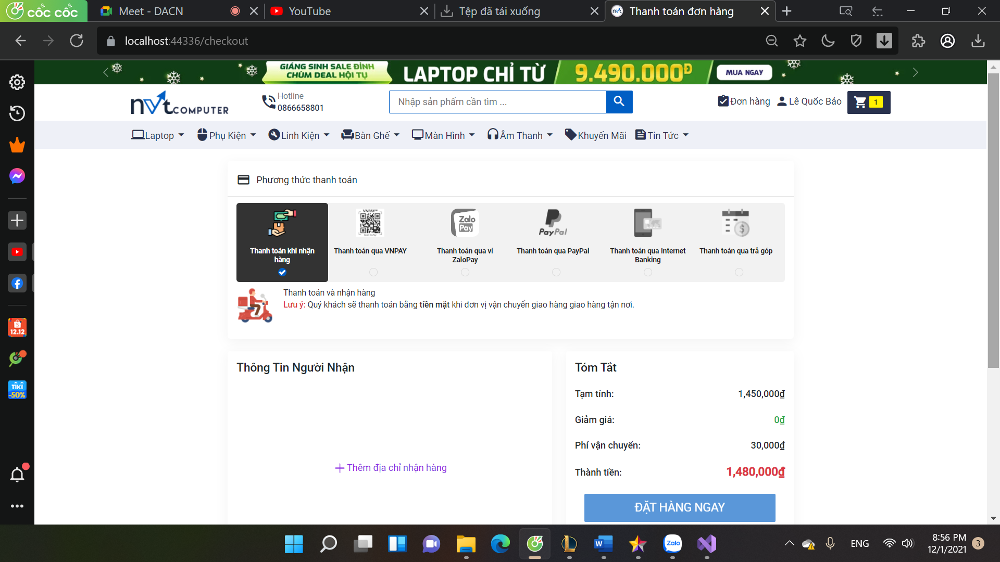 cốc cốc
Meet - DACN
YouTube
Tệp đã tải xuống
Thanh toán đơn hàng
localhost:44336/checkout
GIÁNG SINH SALE ĐỈNH
CHÙM DEAL HỘI TỤ
LAPTOP CHỈ TỪ
9.490.000Đ
MUA NGAY
nvt COMPUTER
Hotline
0866658801
Nhập sản phẩm cần tìm ...
Đơn hàng
Lê Quốc Bảo
1
Laptop
Phụ Kiện
Linh Kiện
Bàn Ghế
Màn Hình
Âm Thanh
Khuyến Mãi
Tin Tức
Phương thức thanh toán
VNPAY
Zalo
Pay
PayPal
Thanh toán khi nhận
hàng
Thanh toán qua VNPAY
Thanh toán qua ví
ZaloPay
Thanh toán qua PayPal
Thanh toán qua Internet
Banking
Thanh toán qua trả góp
Thanh toán và nhận hàng
Lưu ý: Quý khách sẽ thanh toán bằng tiền mặt khi đơn vị vận chuyển giao hàng giao hàng tận nơi.
Thông Tin Người Nhận
Thêm địa chỉ nhận hàng
Tóm Tắt
Tạm tính:
1,450,000₫
Giảm giá:
0₫
Phí vận chuyển:
30,000₫
Thành tiền:
1,480,000₫
ĐẶT HÀNG NGAY
12.12
TIKI
-50%
W
Zalo
ENG
8:56 PM
12/1/2021
3